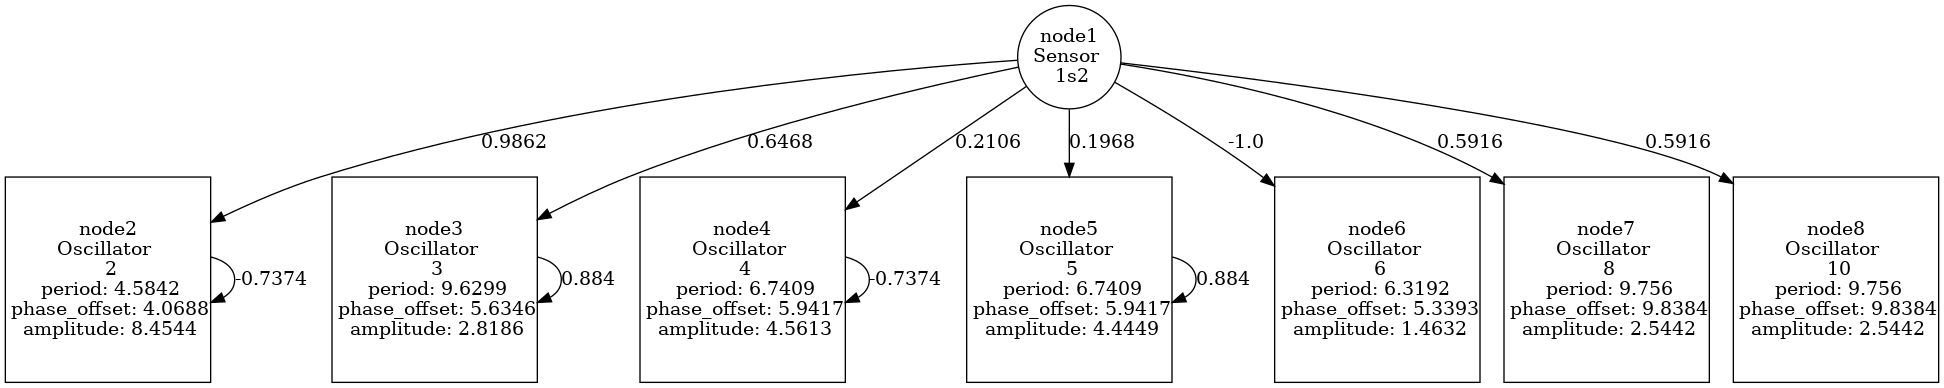 node1
Sensor
1s2
0.9862
0.6468
0.2106
0.1968
-1.0
0.5916
0.5916
node2
Oscillator
2
period: 4.5842
phase_offset: 4.0688
amplitude: 8.4544
-0.7374
node3
Oscillator
3
period: 9.6299
phase_offset: 5.6346
amplitude: 2.8186
0.884
node4
Oscillator
4
period: 6.7409
phase_offset: 5.9417
amplitude: 4.5613
-0.7374
node5
Oscillator
5
period: 6.7409
phase_offset: 5.9417
amplitude: 4.4449
0.884
node6
Oscillator
6
period: 6.3192
phase_offset: 5.3393
amplitude: 1.4632
node7
Oscillator
8
period: 9.756
phase_offset: 9.8384
amplitude: 2.5442
node8
Oscillator
10
period: 9.756
phase_offset: 9.8384
amplitude: 2.5442